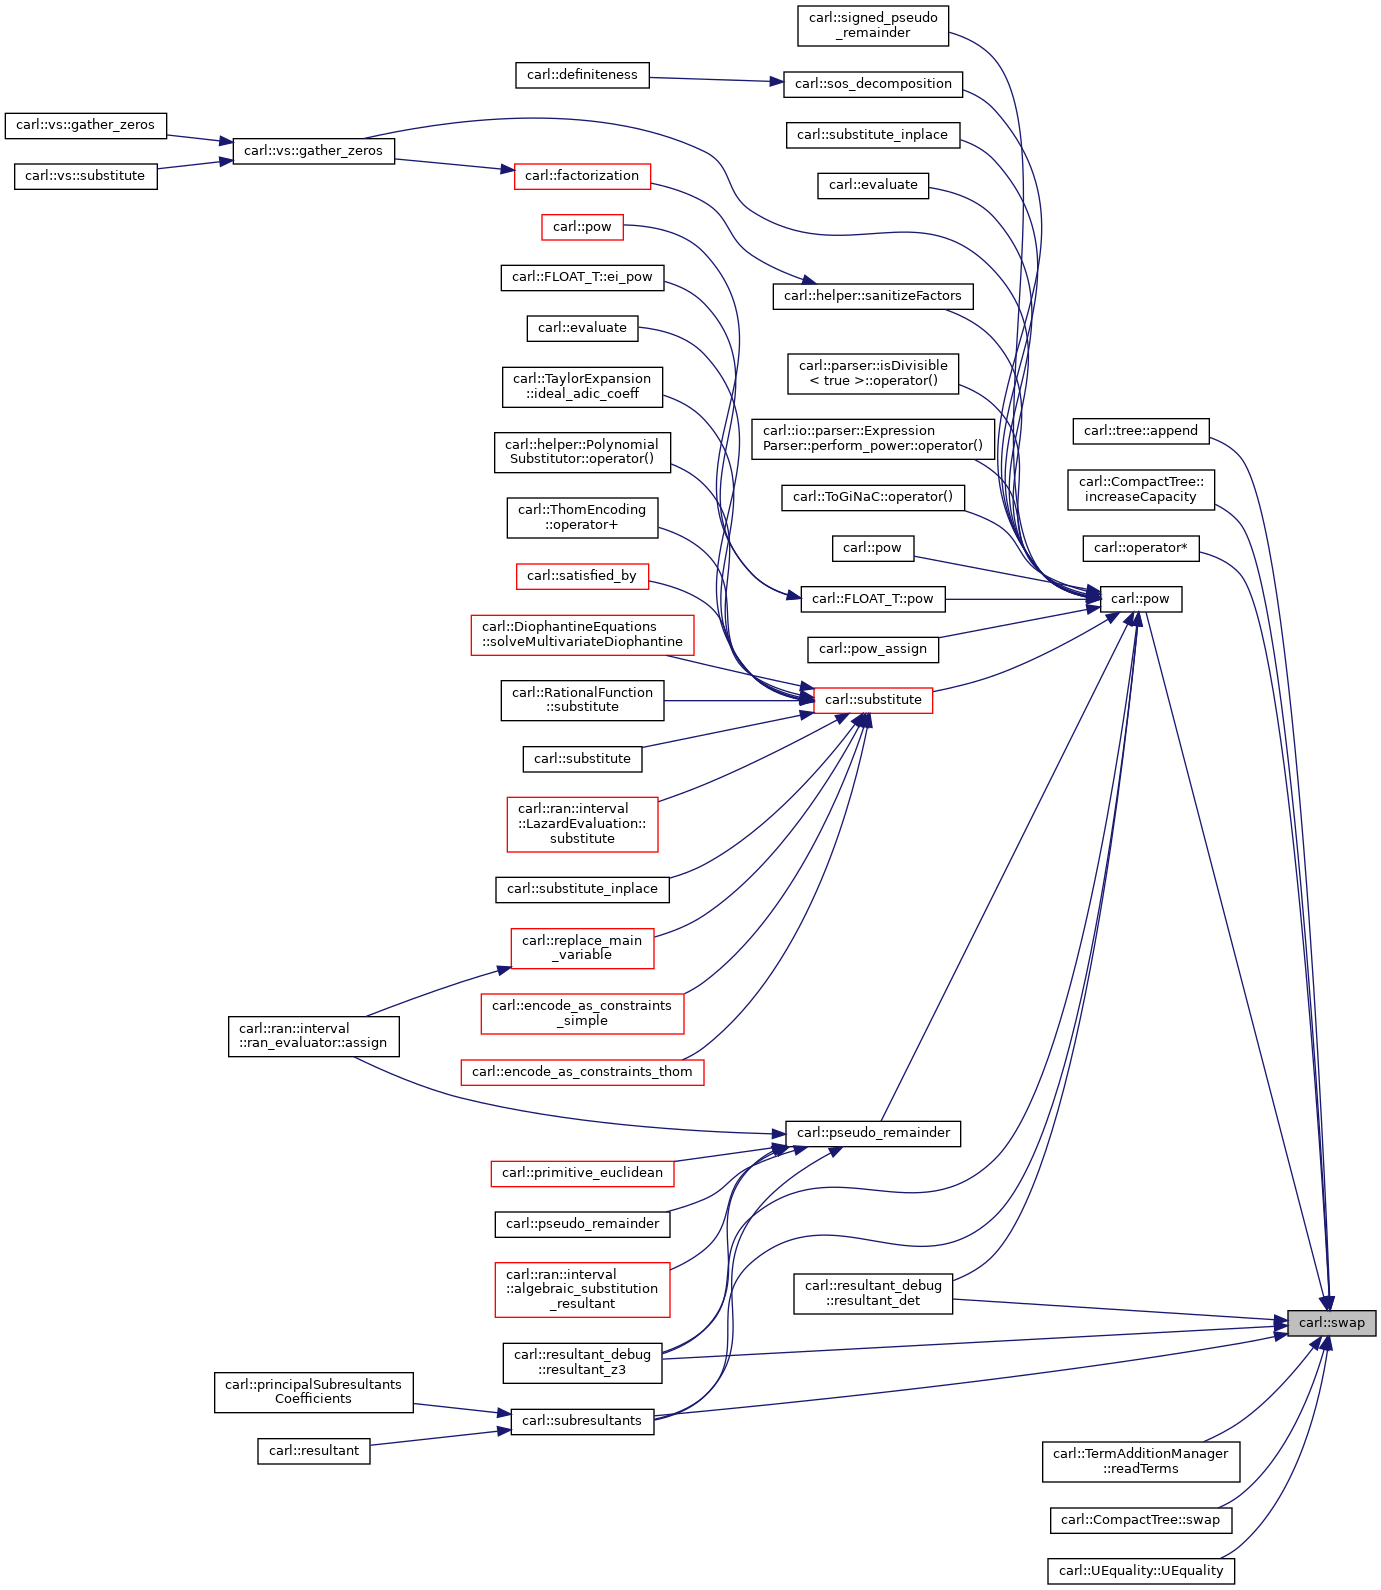 carl::signed_pseudo
_remainder
carl::definiteness
carl::sos_decomposition
carl::vs::gather_zeros
carl::substitute_inplace
carl::vs::gather_zeros
carl::vs::substitute
carl::factorization
carl::evaluate
carl::pow
carl::FLOAT_T::ei_pow
carl::helper::sanitizeFactors
carl::evaluate
carl::TaylorExpansion
::ideal_adic_coeff
carl::parser::isDivisible
< true >::operator()
carl::helper::Polynomial
Substitutor::operator()
carl::io::parser::Expression
Parser::perform_power::operator()
carl::tree::append
carl::CompactTree::
increaseCapacity
carl::ThomEncoding
::operator+
carl::ToGiNaC::operator()
carl::pow
carl::operator*
carl::satisfied_by
carl::FLOAT_T::pow
carl::pow
carl::DiophantineEquations
::solveMultivariateDiophantine
carl::pow_assign
carl::RationalFunction
::substitute
carl::substitute
carl::substitute
carl::ran::interval
::LazardEvaluation::
substitute
carl::substitute_inplace
carl::replace_main
_variable
carl::encode_as_constraints
_simple
carl::ran::interval
::ran_evaluator::assign
carl::encode_as_constraints_thom
carl::pseudo_remainder
carl::primitive_euclidean
carl::pseudo_remainder
carl::ran::interval
::algebraic_substitution
_resultant
carl::resultant_debug
::resultant_det
carl::swap
carl::resultant_debug
::resultant_z3
carl::principalSubresultants
Coefficients
carl::subresultants
carl::resultant
carl::TermAdditionManager
::readTerms
carl::CompactTree::swap
carl::UEquality::UEquality